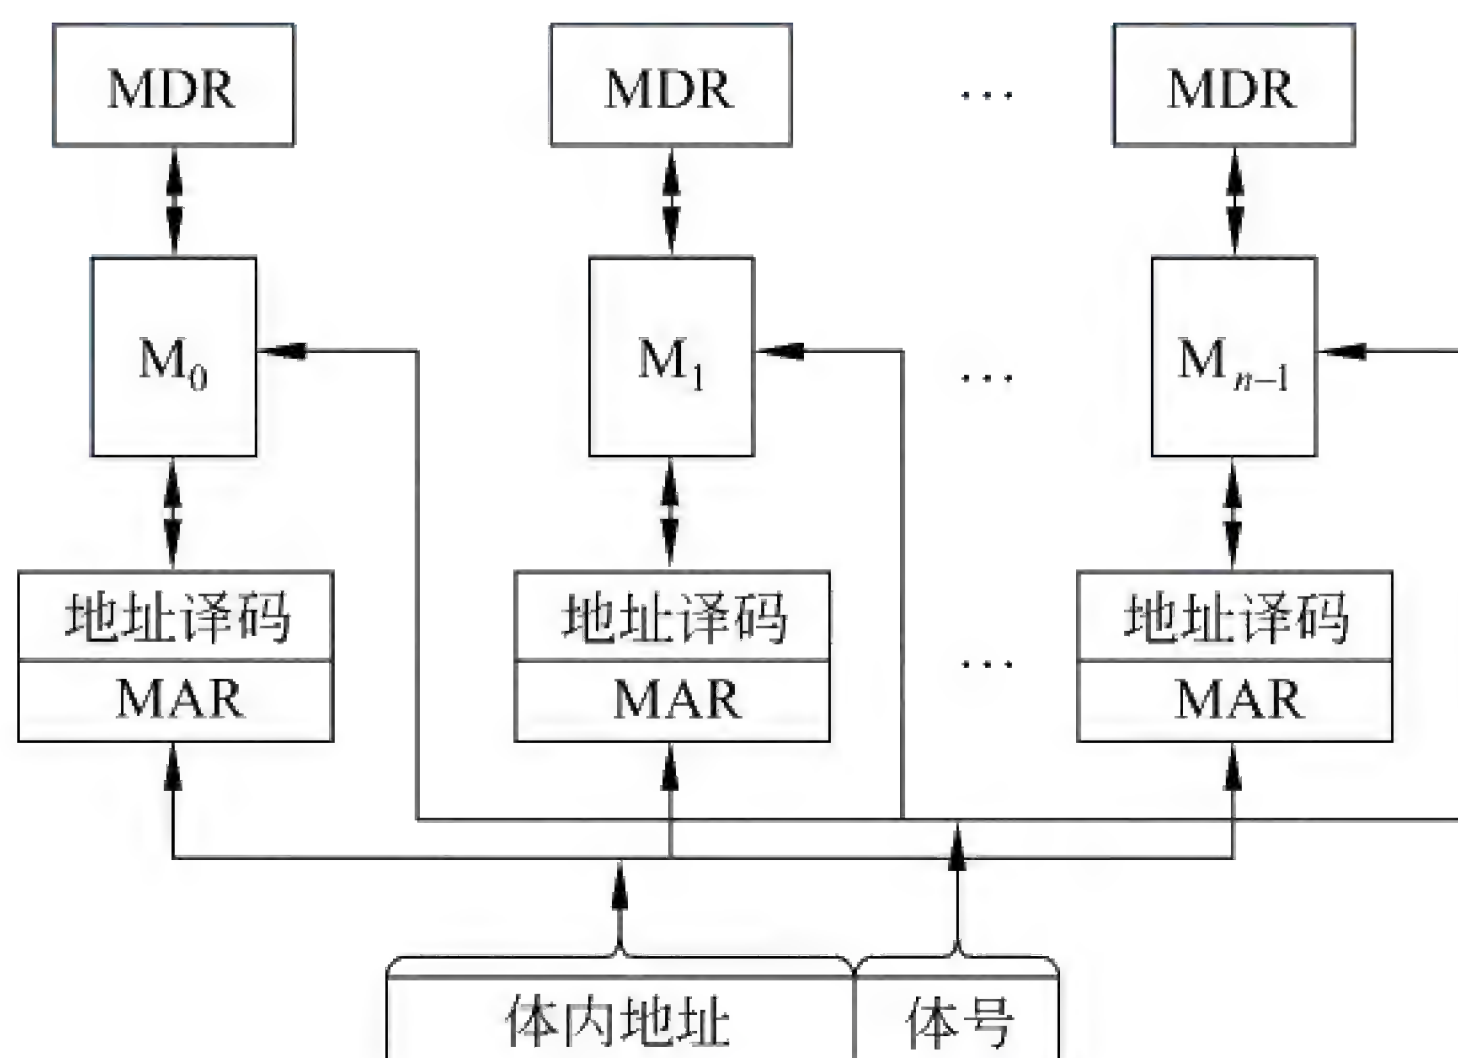 MDR MDR … MDR
M₀ M₁ … Mₙ₋₁
地址译码 地址译码 地址译码
…
MAR MAR MAR
体内地址 体号